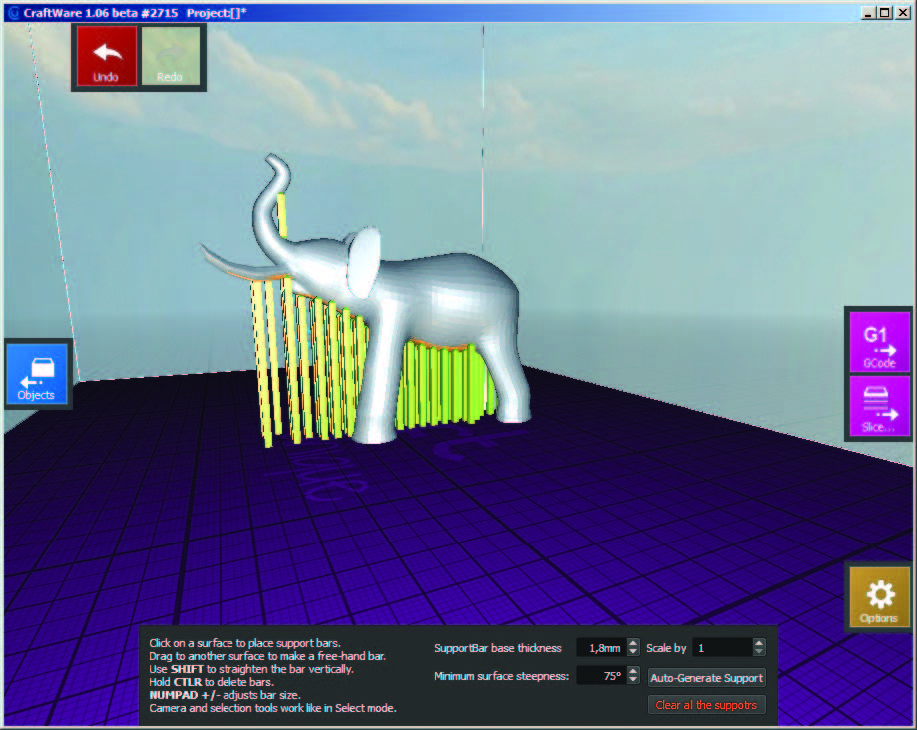 CraftWare 1.06 beta #2715 Project:[]*
Undo
Redo
Objects
G1
GCode
Slice...
Options
Click on a surface to place support bars.
Drag to another surface to make a free-hand bar.
Use SHIFT to straighten the bar vertically.
Hold CTLR to delete bars.
NUMPAD +/- adjusts bar size.
Camera and selection tools work like in Select mode.
SupportBar base thickness 1,8mm Scale by 1
Minimum surface steepness: 75° Auto-Generate Support
Clear al the suppotrs